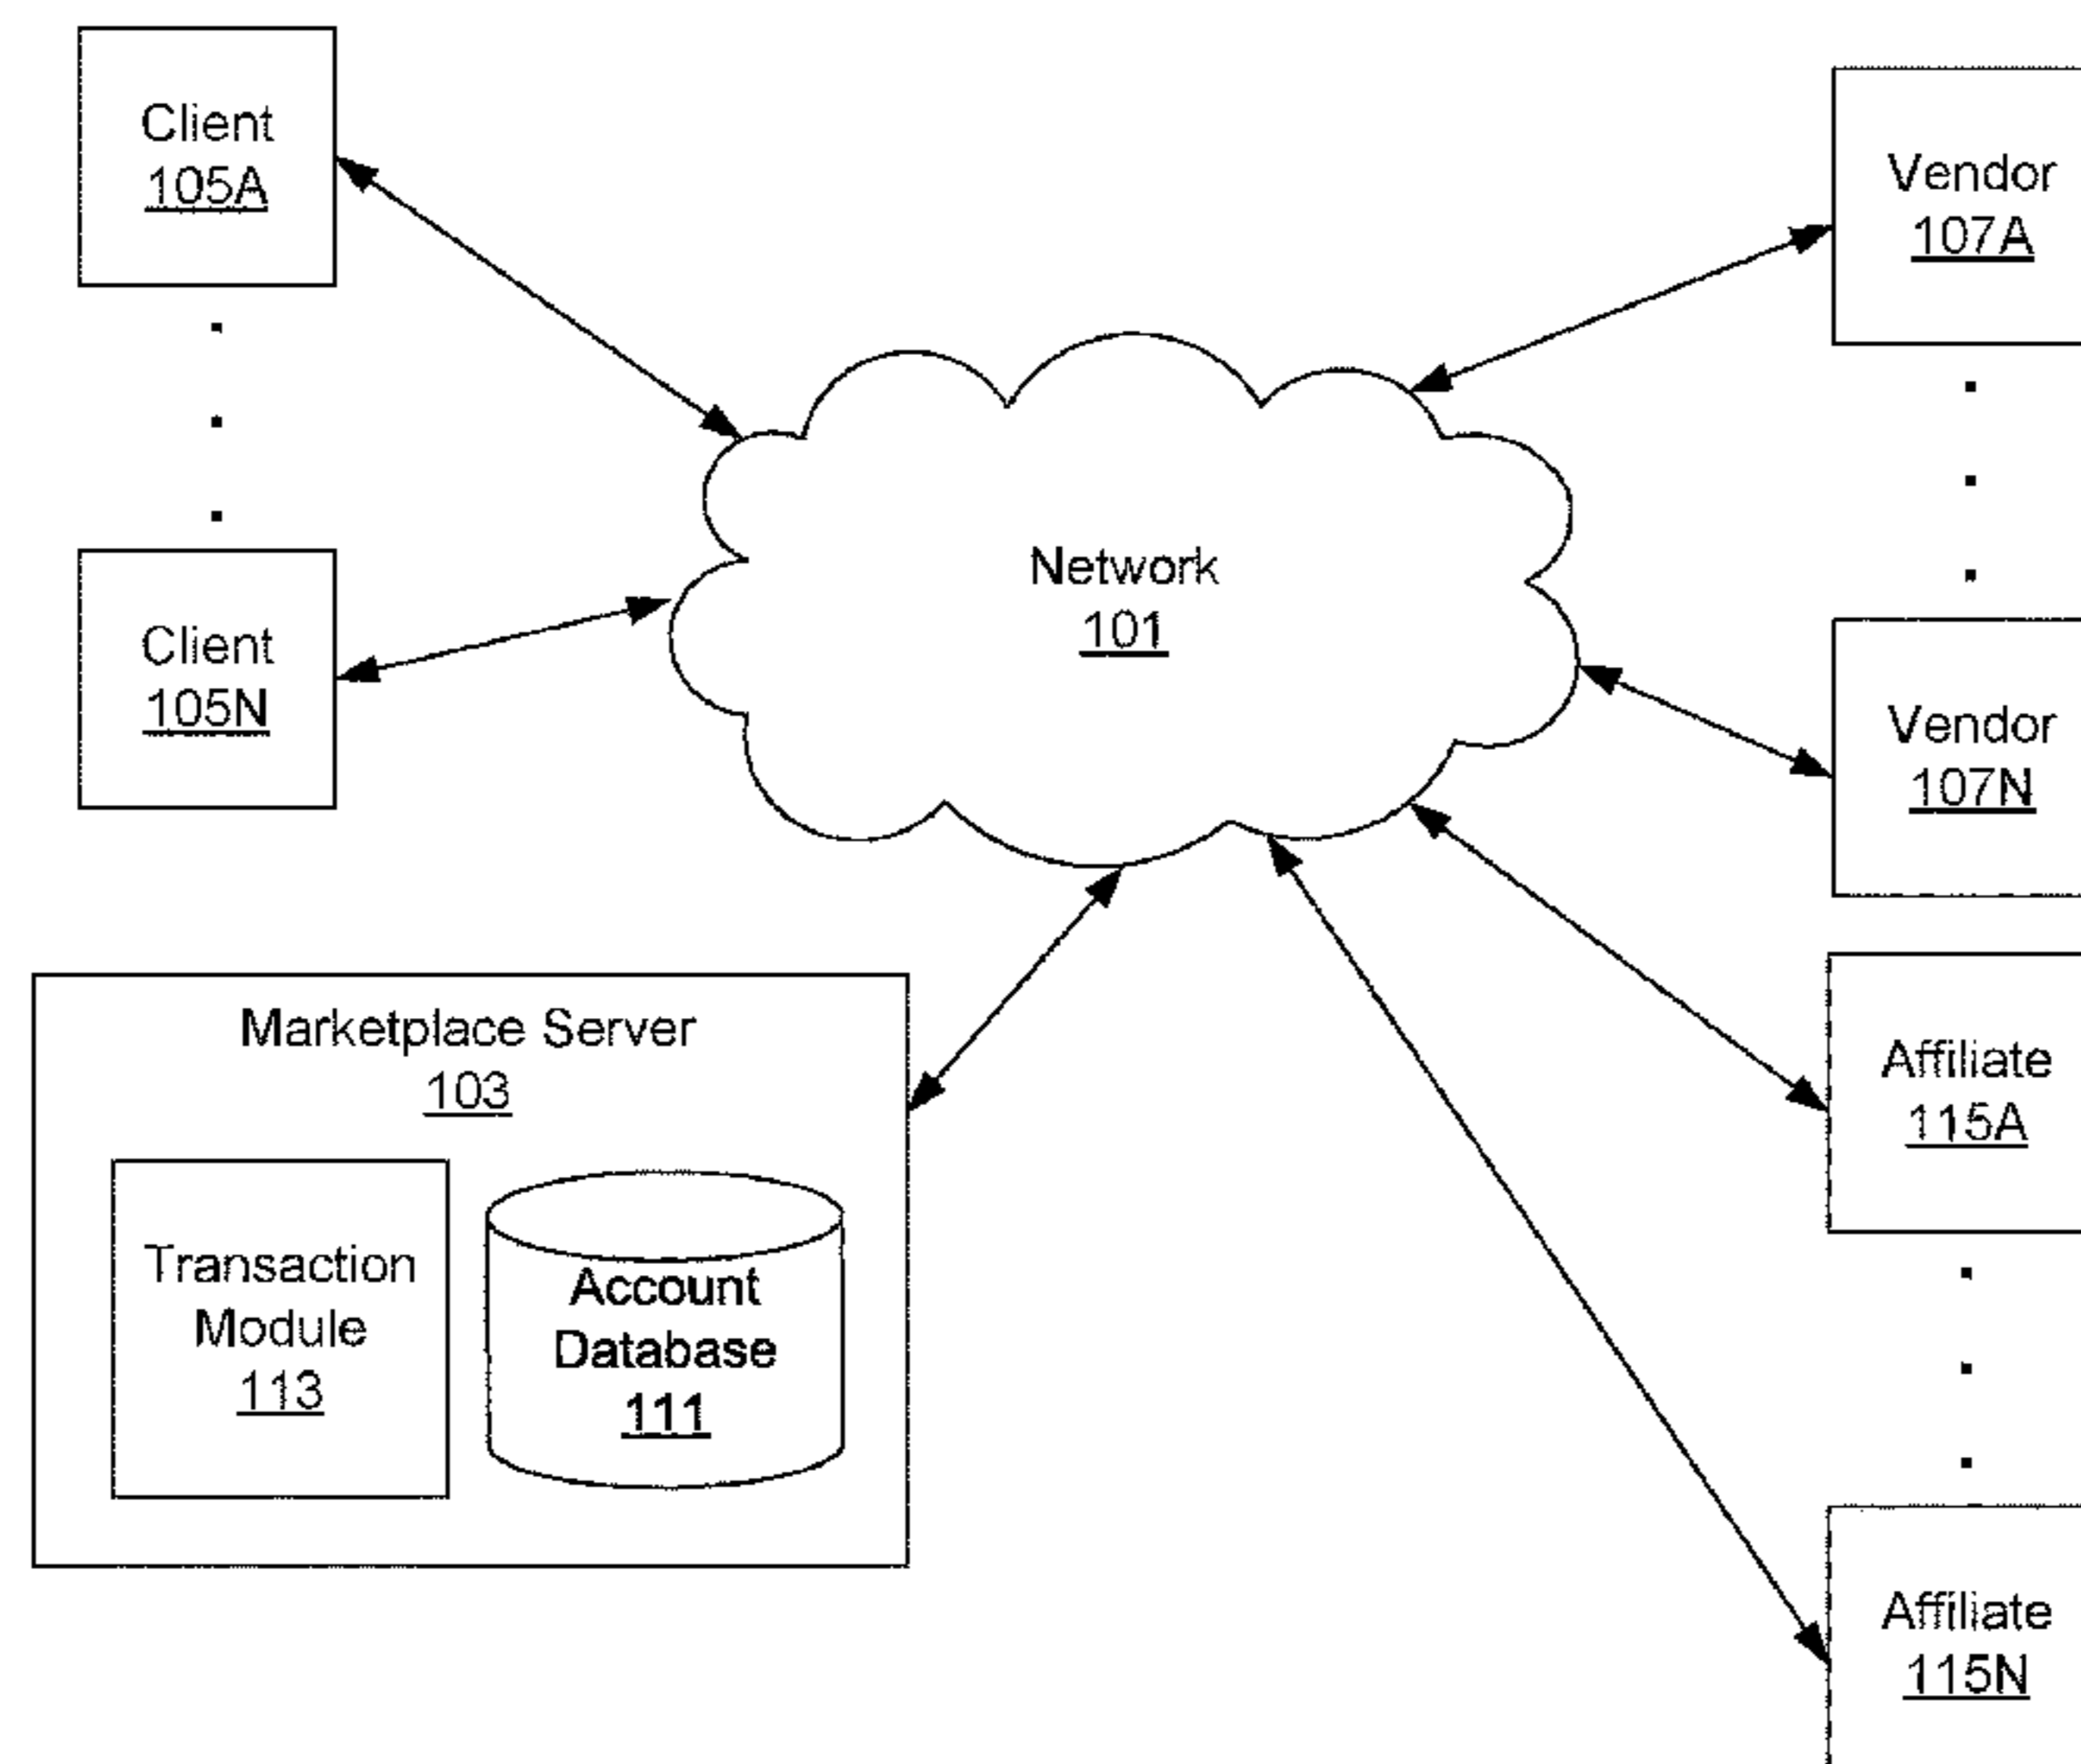 Client
105A
Client
105N
Network
101
Vendor
107A
Vendor
107N
Marketplace Server
103
Transaction
Module
113
Account
Database
111
Affiliate
115A
Affiliate
115N